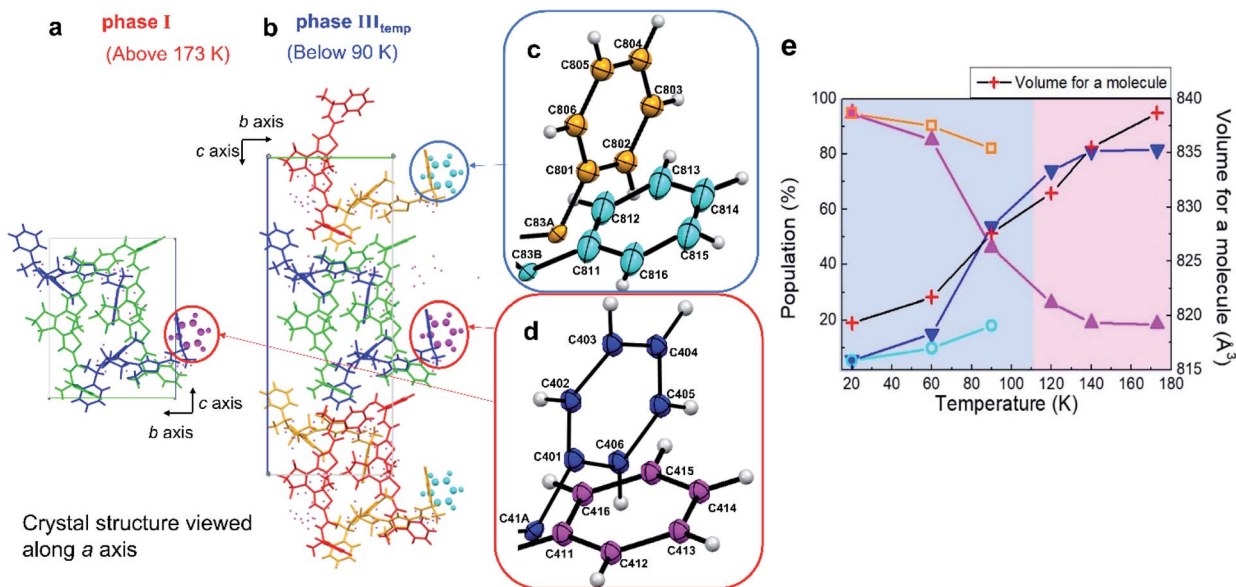 a
phase I
(Above 173 K)
b
phase IIItemp
(Below 90 K)
b axis
c axis
c axis
b axis
Crystal structure viewed
along a axis
c
C804
C805
C803
C806
C802
C801
C813
C814
C812
C83A
C815
C83B
C811
C816
d
C403
C404
C402
C405
C406
C401
C415
C416
C414
C41A
C411
C413
C412
e
Volume for a molecule
Population (%)
100
80
60
40
20
20 40 60 80 100 120 140 160 180
Temperature (K)
840
835
830
825
820
815
Volume for a molecule (Å³)